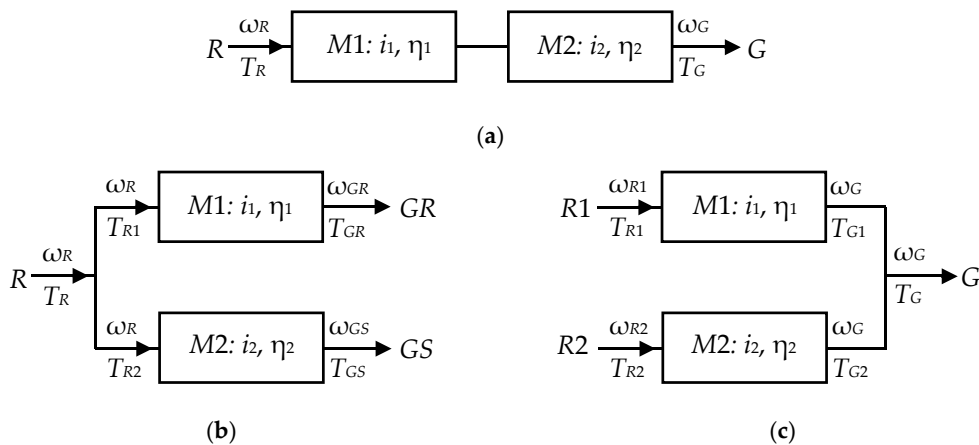 R ωR TR M1: i1, η1 M2: i2, η2 ωG TG G
(a)
ωR TR1 M1: i1, η1 ωGR TGR GR
R ωR TR
ωR TR2 M2: i2, η2 ωGS TGS GS
(b)
R1 ωR1 TR1 M1: i1, η1 ωG TG1
ωG TG G
R2 ωR2 TR2 M2: i2, η2 ωG TG2
(c)